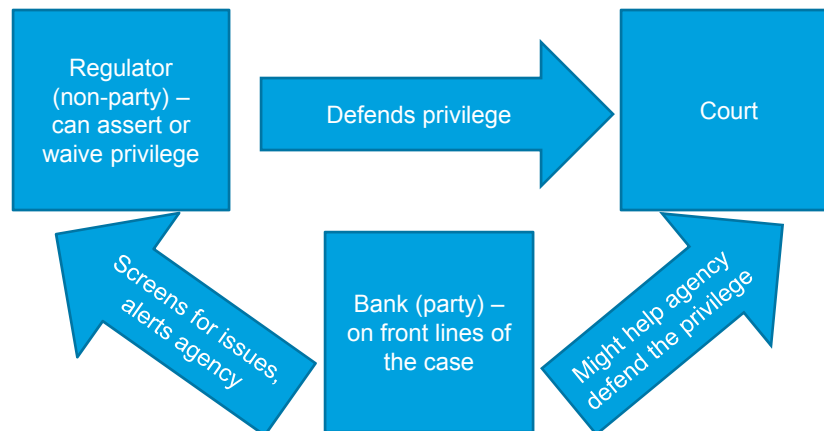 Regulator
(non-party) –
can assert or
waive privilege
Defends privilege
Court
Screens for issues,
alerts agency
Bank (party) –
on front lines of
the case
Might help agency
defend the privilege